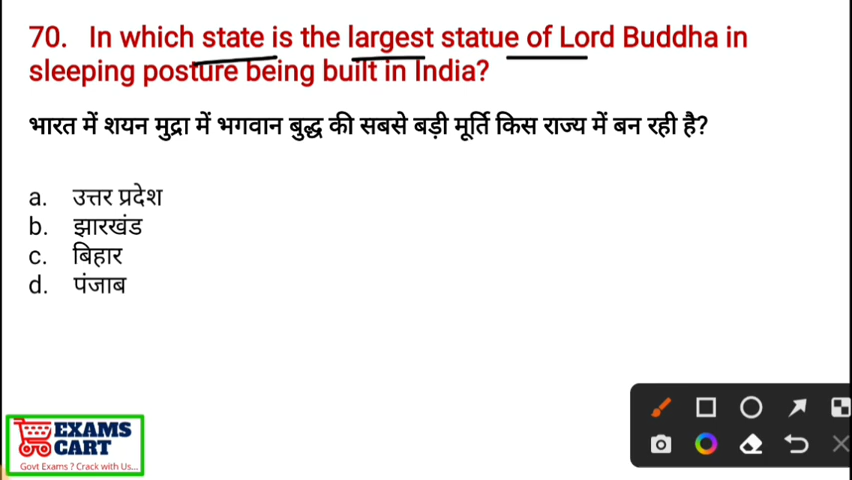 70. In which state is the largest statue of Lord Buddha in
sleeping posture being built in India?
भारत में शयन मुद्रा में भगवान बुद्ध की सबसे बड़ी मूर्ति किस राज्य में बन रही है?
a. उत्तर प्रदेश
b. झारखंड
c. बिहार
d. पंजाब
EXAMS
CART
Govt Exams ? Crack with Us...